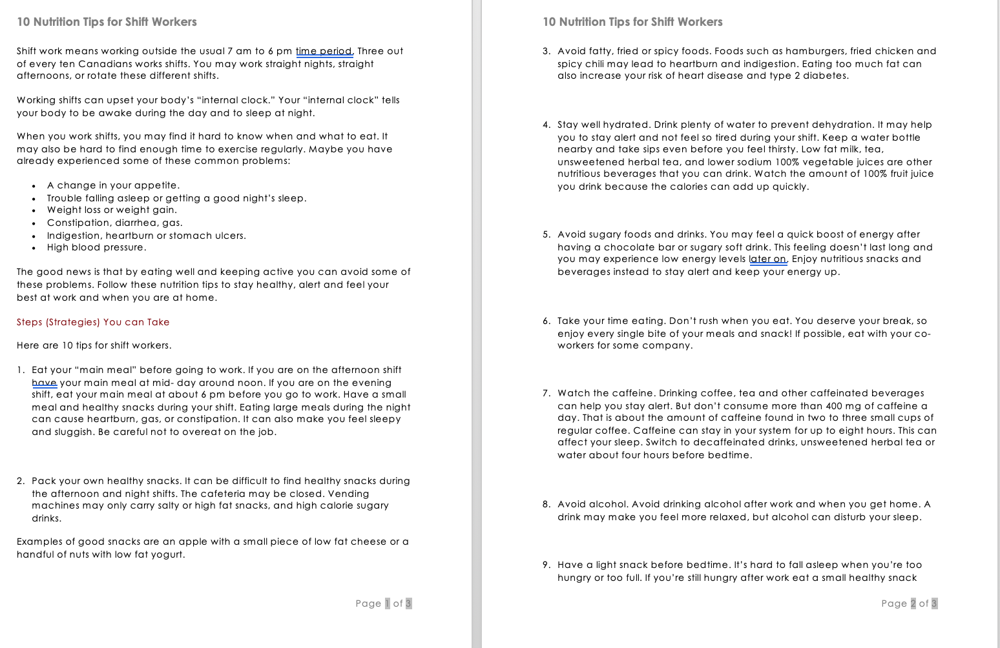 10 Nutrition Tips for Shift Workers
Shift work means working outside the usual 7 am to 6 pm time period. Three out
of every ten Canadians works shifts. You may work straight nights, straight
afternoons, or rotate these different shifts.
Working shifts can upset your body’s “internal clock.” Your “internal clock” tells
your body to be awake during the day and to sleep at night.
When you work shifts, you may find it hard to know when and what to eat. It
may also be hard to find enough time to exercise regularly. Maybe you have
already experienced some of these common problems:
• A change in your appetite.
• Trouble falling asleep or getting a good night’s sleep.
• Weight loss or weight gain.
• Constipation, diarrhea, gas.
• Indigestion, heartburn or stomach ulcers.
• High blood pressure.
The good news is that by eating well and keeping active you can avoid some of
these problems. Follow these nutrition tips to stay healthy, alert and feel your
best at work and when you are at home.
Steps (Strategies) You can Take
Here are 10 tips for shift workers.
1. Eat your “main meal” before going to work. If you are on the afternoon shift
have your main meal at mid- day around noon. If you are on the evening
shift, eat your main meal at about 6 pm before you go to work. Have a small
meal and healthy snacks during your shift. Eating large meals during the night
can cause heartburn, gas, or constipation. It can also make you feel sleepy
and sluggish. Be careful not to overeat on the job.
2. Pack your own healthy snacks. It can be difficult to find healthy snacks during
the afternoon and night shifts. The cafeteria may be closed. Vending
machines may only carry salty or high fat snacks, and high calorie sugary
drinks.
Examples of good snacks are an apple with a small piece of low fat cheese or a
handful of nuts with low fat yogurt.
Page 1 of 3
10 Nutrition Tips for Shift Workers
3. Avoid fatty, fried or spicy foods. Foods such as hamburgers, fried chicken and
spicy chili may lead to heartburn and indigestion. Eating too much fat can
also increase your risk of heart disease and type 2 diabetes.
4. Stay well hydrated. Drink plenty of water to prevent dehydration. It may help
you to stay alert and not feel so tired during your shift. Keep a water bottle
nearby and take sips even before you feel thirsty. Low fat milk, tea,
unsweetened herbal tea, and lower sodium 100% vegetable juices are other
nutritious beverages that you can drink. Watch the amount of 100% fruit juice
you drink because the calories can add up quickly.
5. Avoid sugary foods and drinks. You may feel a quick boost of energy after
having a chocolate bar or sugary soft drink. This feeling doesn’t last long and
you may experience low energy levels later on. Enjoy nutritious snacks and
beverages instead to stay alert and keep your energy up.
6. Take your time eating. Don’t rush when you eat. You deserve your break, so
enjoy every single bite of your meals and snack! If possible, eat with your co-
workers for some company.
7. Watch the caffeine. Drinking coffee, tea and other caffeinated beverages
can help you stay alert. But don’t consume more than 400 mg of caffeine a
day. That is about the amount of caffeine found in two to three small cups of
regular coffee. Caffeine can stay in your system for up to eight hours. This can
affect your sleep. Switch to decaffeinated drinks, unsweetened herbal tea or
water about four hours before bedtime.
8. Avoid alcohol. Avoid drinking alcohol after work and when you get home. A
drink may make you feel more relaxed, but alcohol can disturb your sleep.
9. Have a light snack before bedtime. It’s hard to fall asleep when you’re too
hungry or too full. If you’re still hungry after work eat a small healthy snack
Page 2 of 3